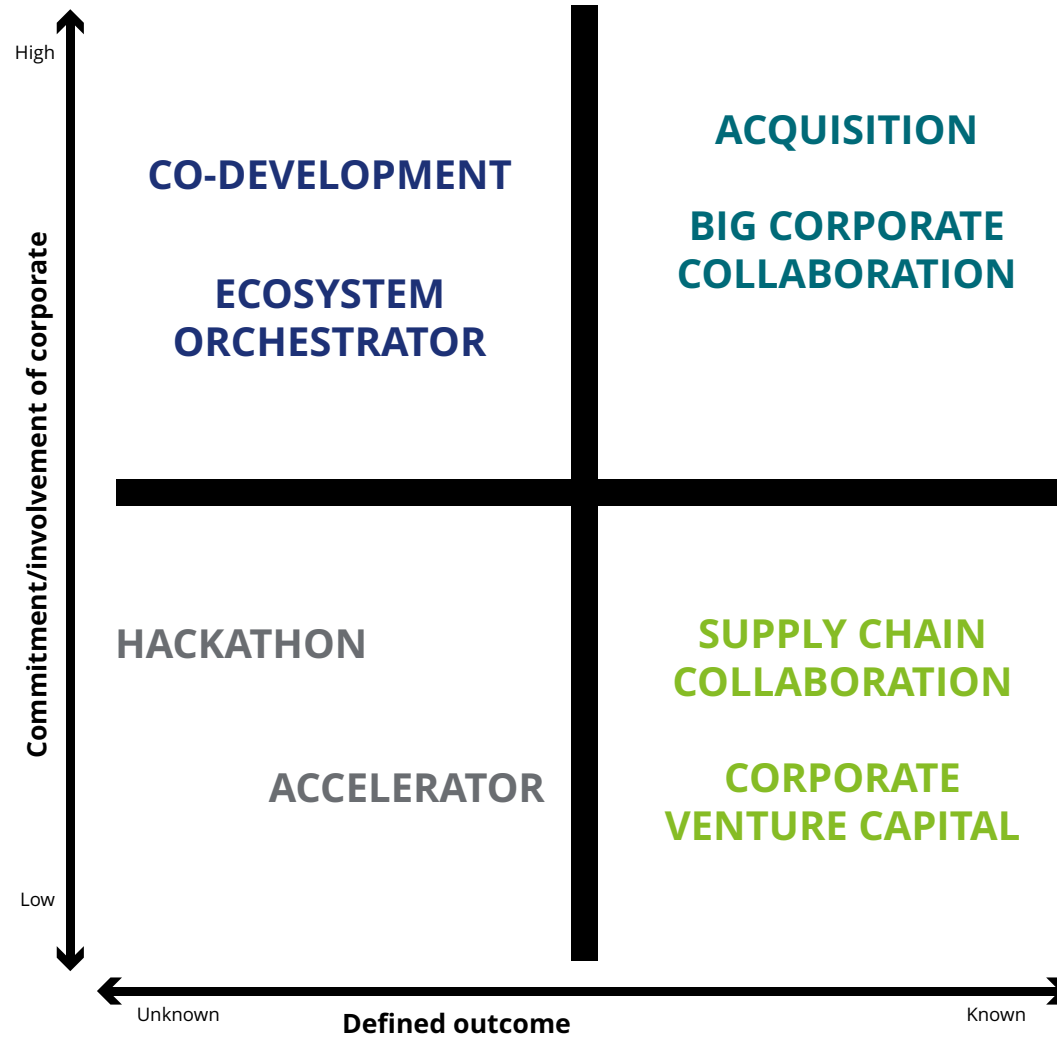 High
Commitment/involvement of corporate
Low
CO-DEVELOPMENT
ECOSYSTEM
ORCHESTRATOR
ACQUISITION
BIG CORPORATE
COLLABORATION
HACKATHON
ACCELERATOR
SUPPLY CHAIN
COLLABORATION
CORPORATE
VENTURE CAPITAL
Unknown
Defined outcome
Known